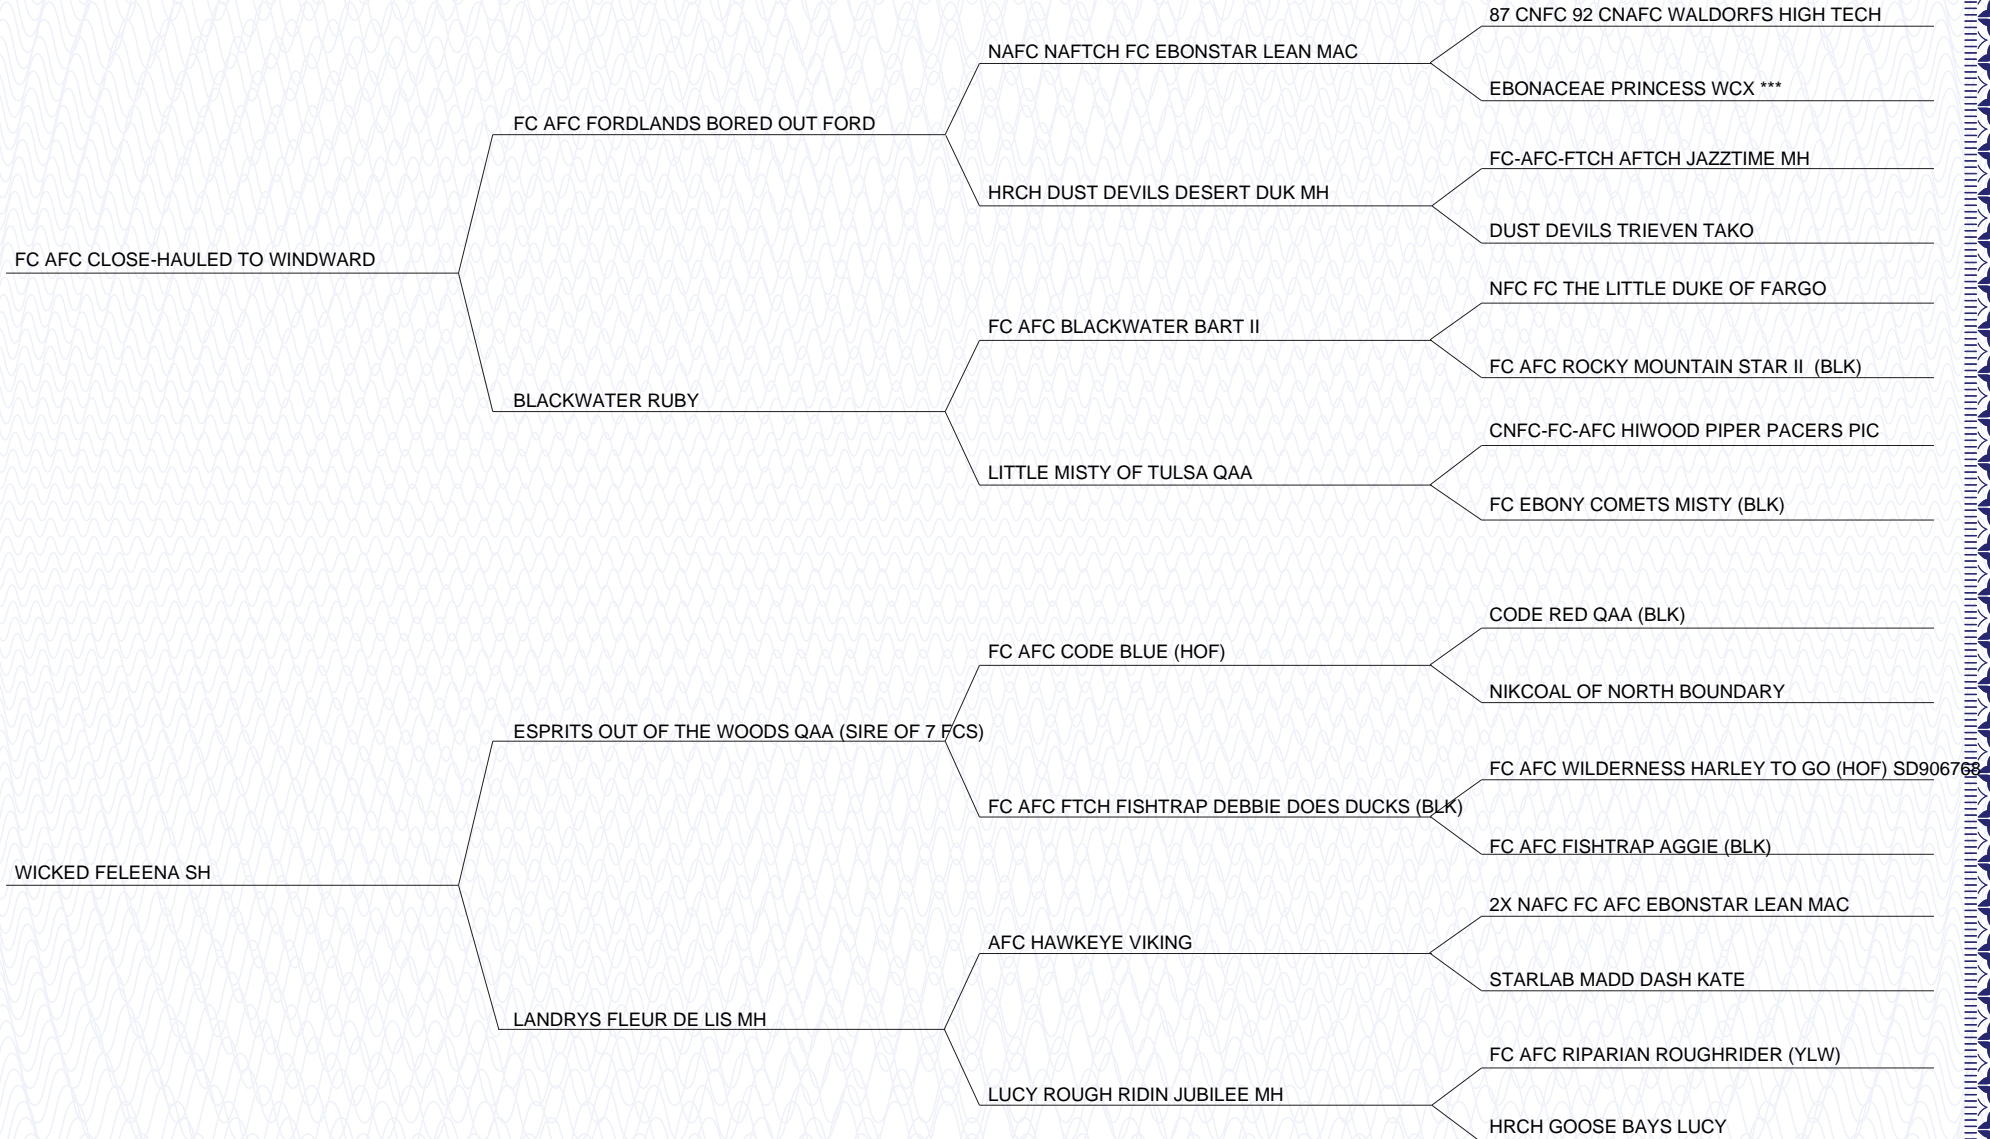 87 CNFC 92 CNAFC WALDORFS HIGH TECH
NAFC NAFTCH FC EBONSTAR LEAN MAC
EBONACEAE PRINCESS WCX ***
FC AFC FORDLANDS BORED OUT FORD
FC-AFC-FTCH AFTCH JAZZTIME MH
HRCH DUST DEVILS DESERT DUK MH
DUST DEVILS TRIEVEN TAKO
FC AFC CLOSE-HAULED TO WINDWARD
NFC FC THE LITTLE DUKE OF FARGO
FC AFC BLACKWATER BART II
FC AFC ROCKY MOUNTAIN STAR II  (BLK)
BLACKWATER RUBY
CNFC-FC-AFC HIWOOD PIPER PACERS PIC
LITTLE MISTY OF TULSA QAA
FC EBONY COMETS MISTY (BLK)
CODE RED QAA (BLK)
FC AFC CODE BLUE (HOF)
NIKCOAL OF NORTH BOUNDARY
ESPRITS OUT OF THE WOODS QAA (SIRE OF 7 FCS)
FC AFC WILDERNESS HARLEY TO GO (HOF) SD906768
FC AFC FTCH FISHTRAP DEBBIE DOES DUCKS (BLK)
FC AFC FISHTRAP AGGIE (BLK)
WICKED FELEENA SH
2X NAFC FC AFC EBONSTAR LEAN MAC
AFC HAWKEYE VIKING
STARLAB MADD DASH KATE
LANDRYS FLEUR DE LIS MH
FC AFC RIPARIAN ROUGHRIDER (YLW)
LUCY ROUGH RIDIN JUBILEE MH
HRCH GOOSE BAYS LUCY